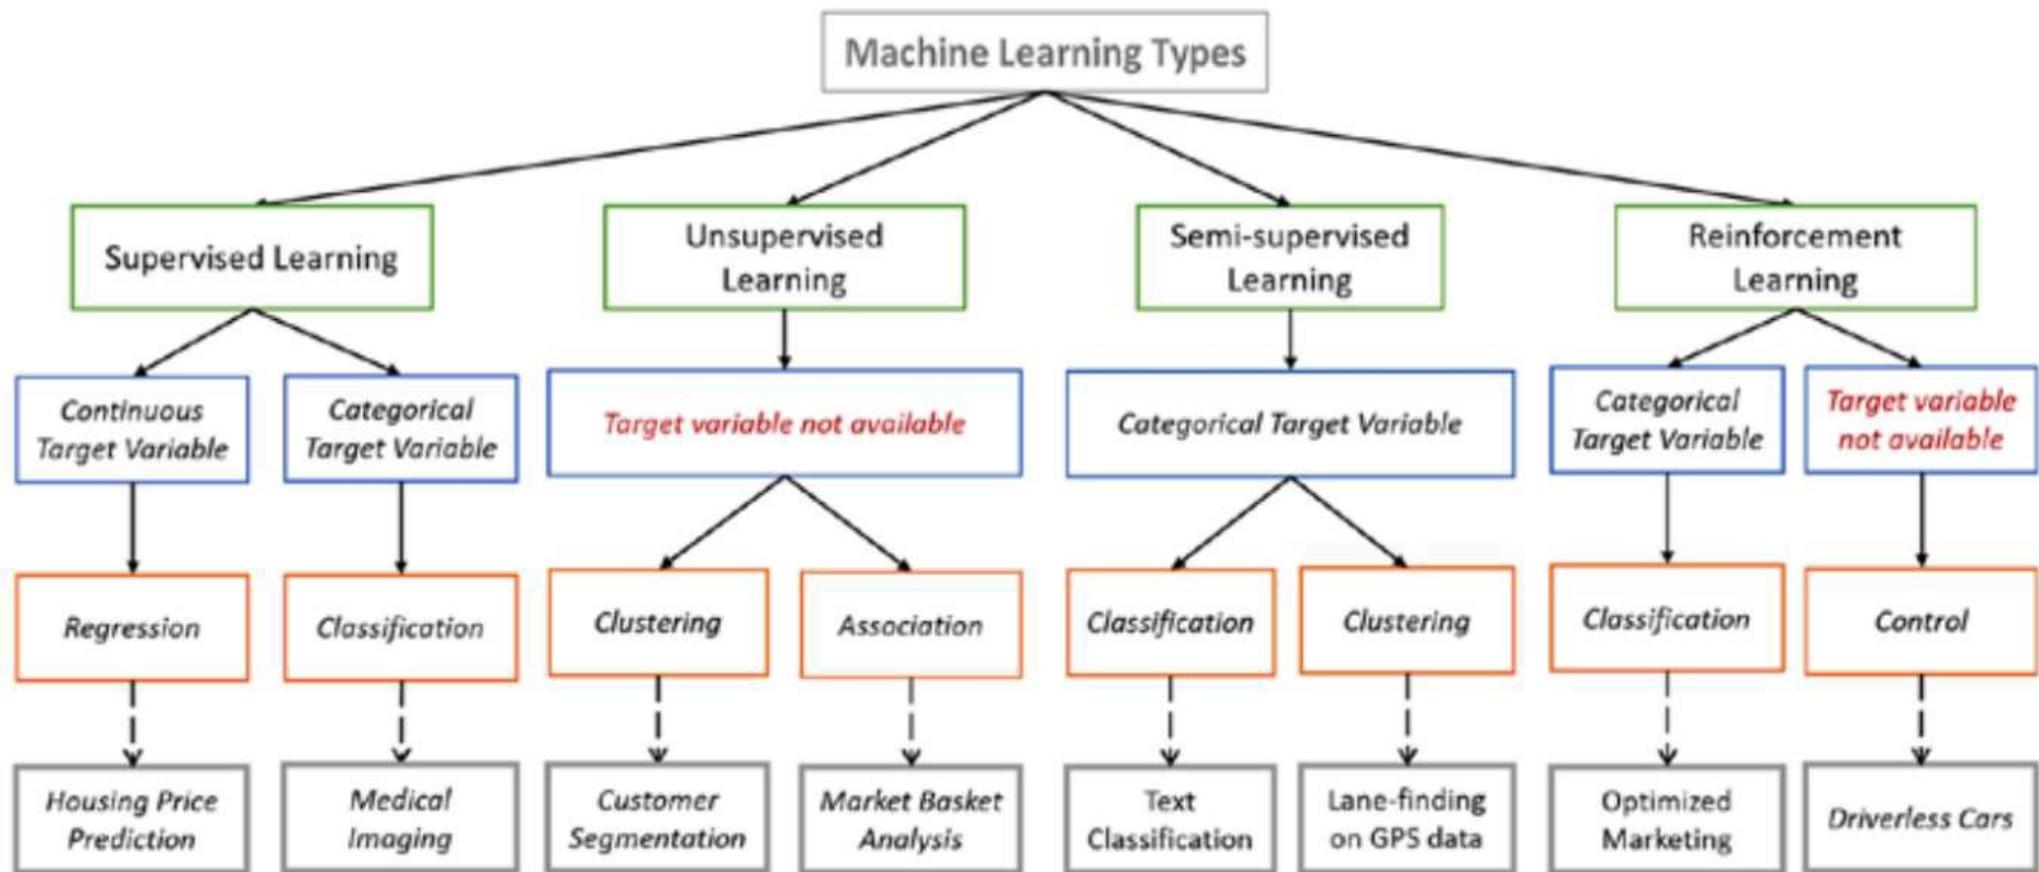 Machine Learning Types
Supervised Learning
Unsupervised
Learning
Semi-supervised
Learning
Reinforcement
Learning
Continuous
Target Variable
Categorical
Target Variable
Target variable not available
Categorical Target Variable
Categorical
Target Variable
Target variable
not available
Regression
Classification
Clustering
Association
Classification
Clustering
Classification
Control
Housing Price
Prediction
Medical
Imaging
Customer
Segmentation
Market Basket
Analysis
Text
Classification
Lane-finding
on GPS data
Optimized
Marketing
Driverless Cars